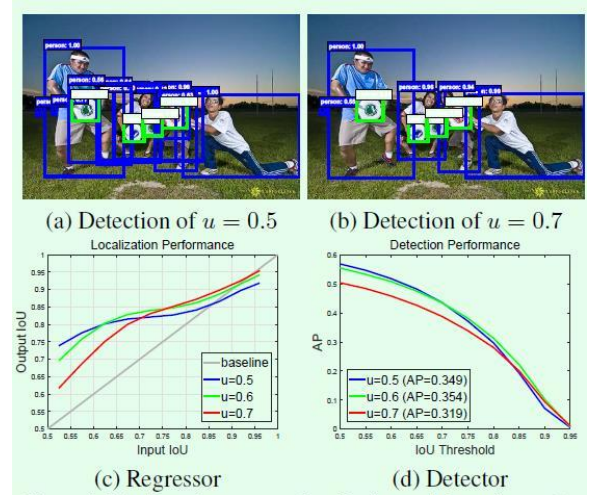 person: 1.00
person: 1.00
person: 1.00
person: 1.00
(a) Detection of u = 0.5
(b) Detection of u = 0.7
Localization Performance
Detection Performance
1
0.95
0.9
0.85
0.8
0.75
0.7
0.65
0.6
0.55
0.5
Output IoU
baseline
u=0.5
u=0.6
u=0.7
0.5 0.55 0.6 0.65 0.7 0.75 0.8 0.85 0.9 0.95 1
Input IoU
0.6
0.5
0.4
0.3
0.2
0.1
0
AP
u=0.5 (AP=0.349)
u=0.6 (AP=0.354)
u=0.7 (AP=0.319)
0.5 0.55 0.6 0.65 0.7 0.75 0.8 0.85 0.9 0.95
IoU Threshold
(c) Regressor
(d) Detector